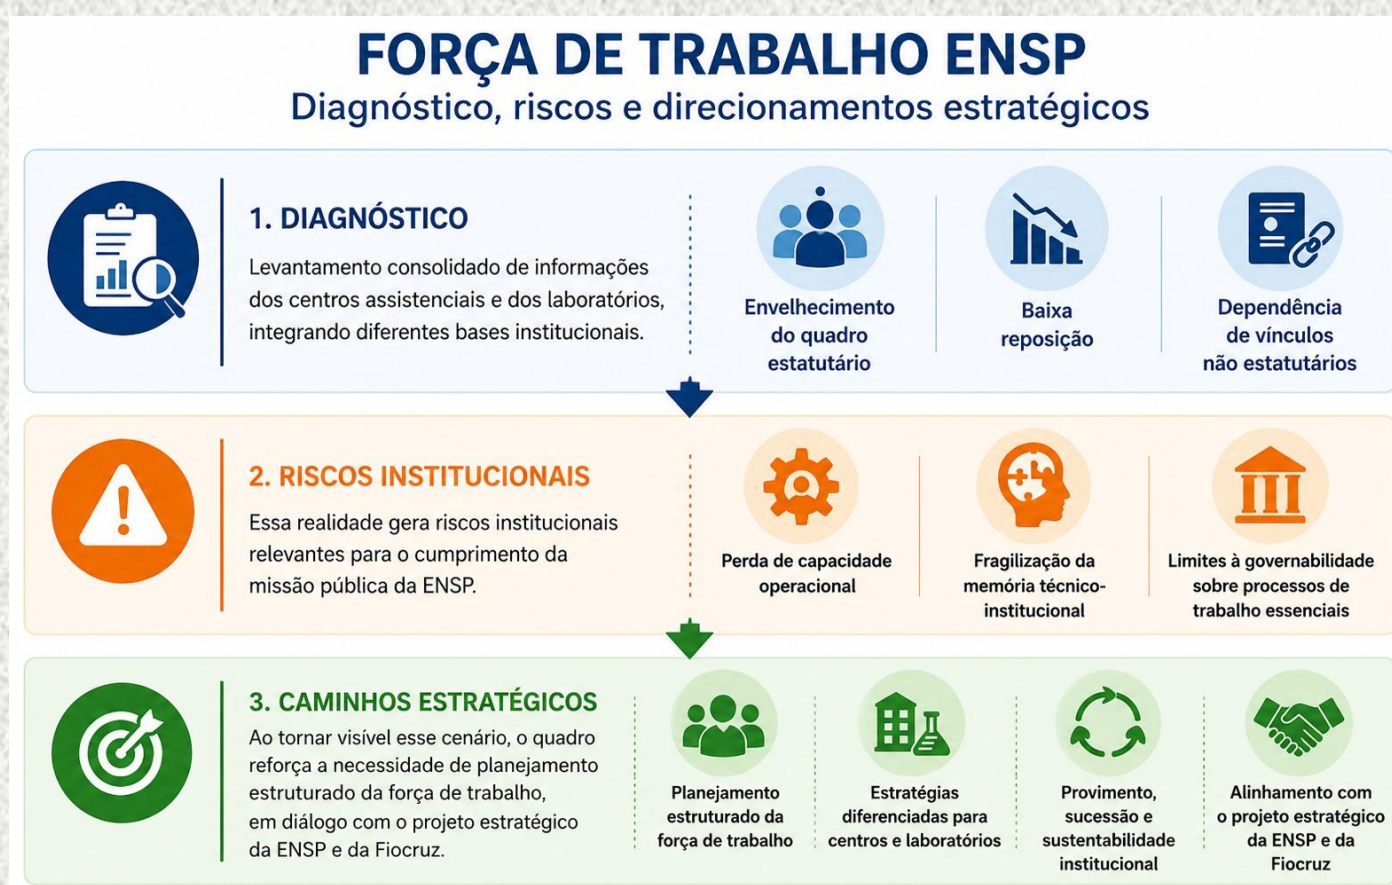 FORÇA DE TRABALHO ENSP
Diagnóstico, riscos e direcionamentos estratégicos
1. DIAGNÓSTICO
Levantamento consolidado de informações
dos centros assistenciais e dos laboratórios,
integrando diferentes bases institucionais.
Envelhecimento
do quadro
estatutário
Baixa
reposição
Dependência
de vínculos
não estatutários
2. RISCOS INSTITUCIONAIS
Essa realidade gera riscos institucionais
relevantes para o cumprimento da
missão pública da ENSP.
Perda de capacidade
operacional
Fragilização da
memória técnico-
institucional
Limites à governabilidade
sobre processos de
trabalho essenciais
3. CAMINHOS ESTRATÉGICOS
Ao tornar visível esse cenário, o quadro
reforça a necessidade de planejamento
estruturado da força de trabalho,
em diálogo com o projeto estratégico
da ENSP e da Fiocruz.
Planejamento
estruturado da
força de trabalho
Estratégias
diferenciadas para
centros e laboratórios
Provimento,
sucessão e
sustentabilidade
institucional
Alinhamento com
o projeto estratégico
da ENSP e da
Fiocruz